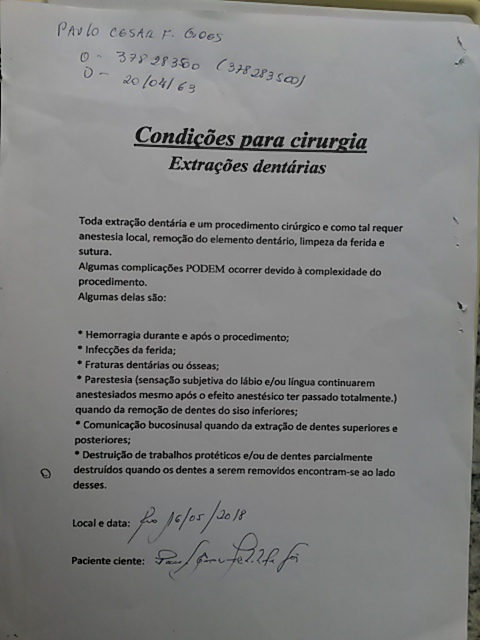 PAULO CESAR F. GOES
O - 378 28350 (378283500)
D - 20/04/63
Condições para cirurgia
Extrações dentárias
Toda extração dentária e um procedimento cirúrgico e como tal requer
anestesia local, remoção do elemento dentário, limpeza da ferida e
sutura.
Algumas complicações PODEM ocorrer devido à complexidade do
procedimento.
Algumas delas são:
* Hemorragia durante e após o procedimento;
* Infecções da ferida;
* Fraturas dentárias ou ósseas;
* Parestesia (sensação subjetiva do lábio e/ou língua continuarem
anestesiados mesmo após o efeito anestésico ter passado totalmente.)
quando da remoção de dentes do siso inferiores;
* Comunicação bucosinusal quando da extração de dentes superiores e
posteriores;
* Destruição de trabalhos protéticos e/ou de dentes parcialmente
destruídos quando os dentes a serem removidos encontram-se ao lado
desses.
Local e data: Rio 16/05/2018
Paciente ciente: